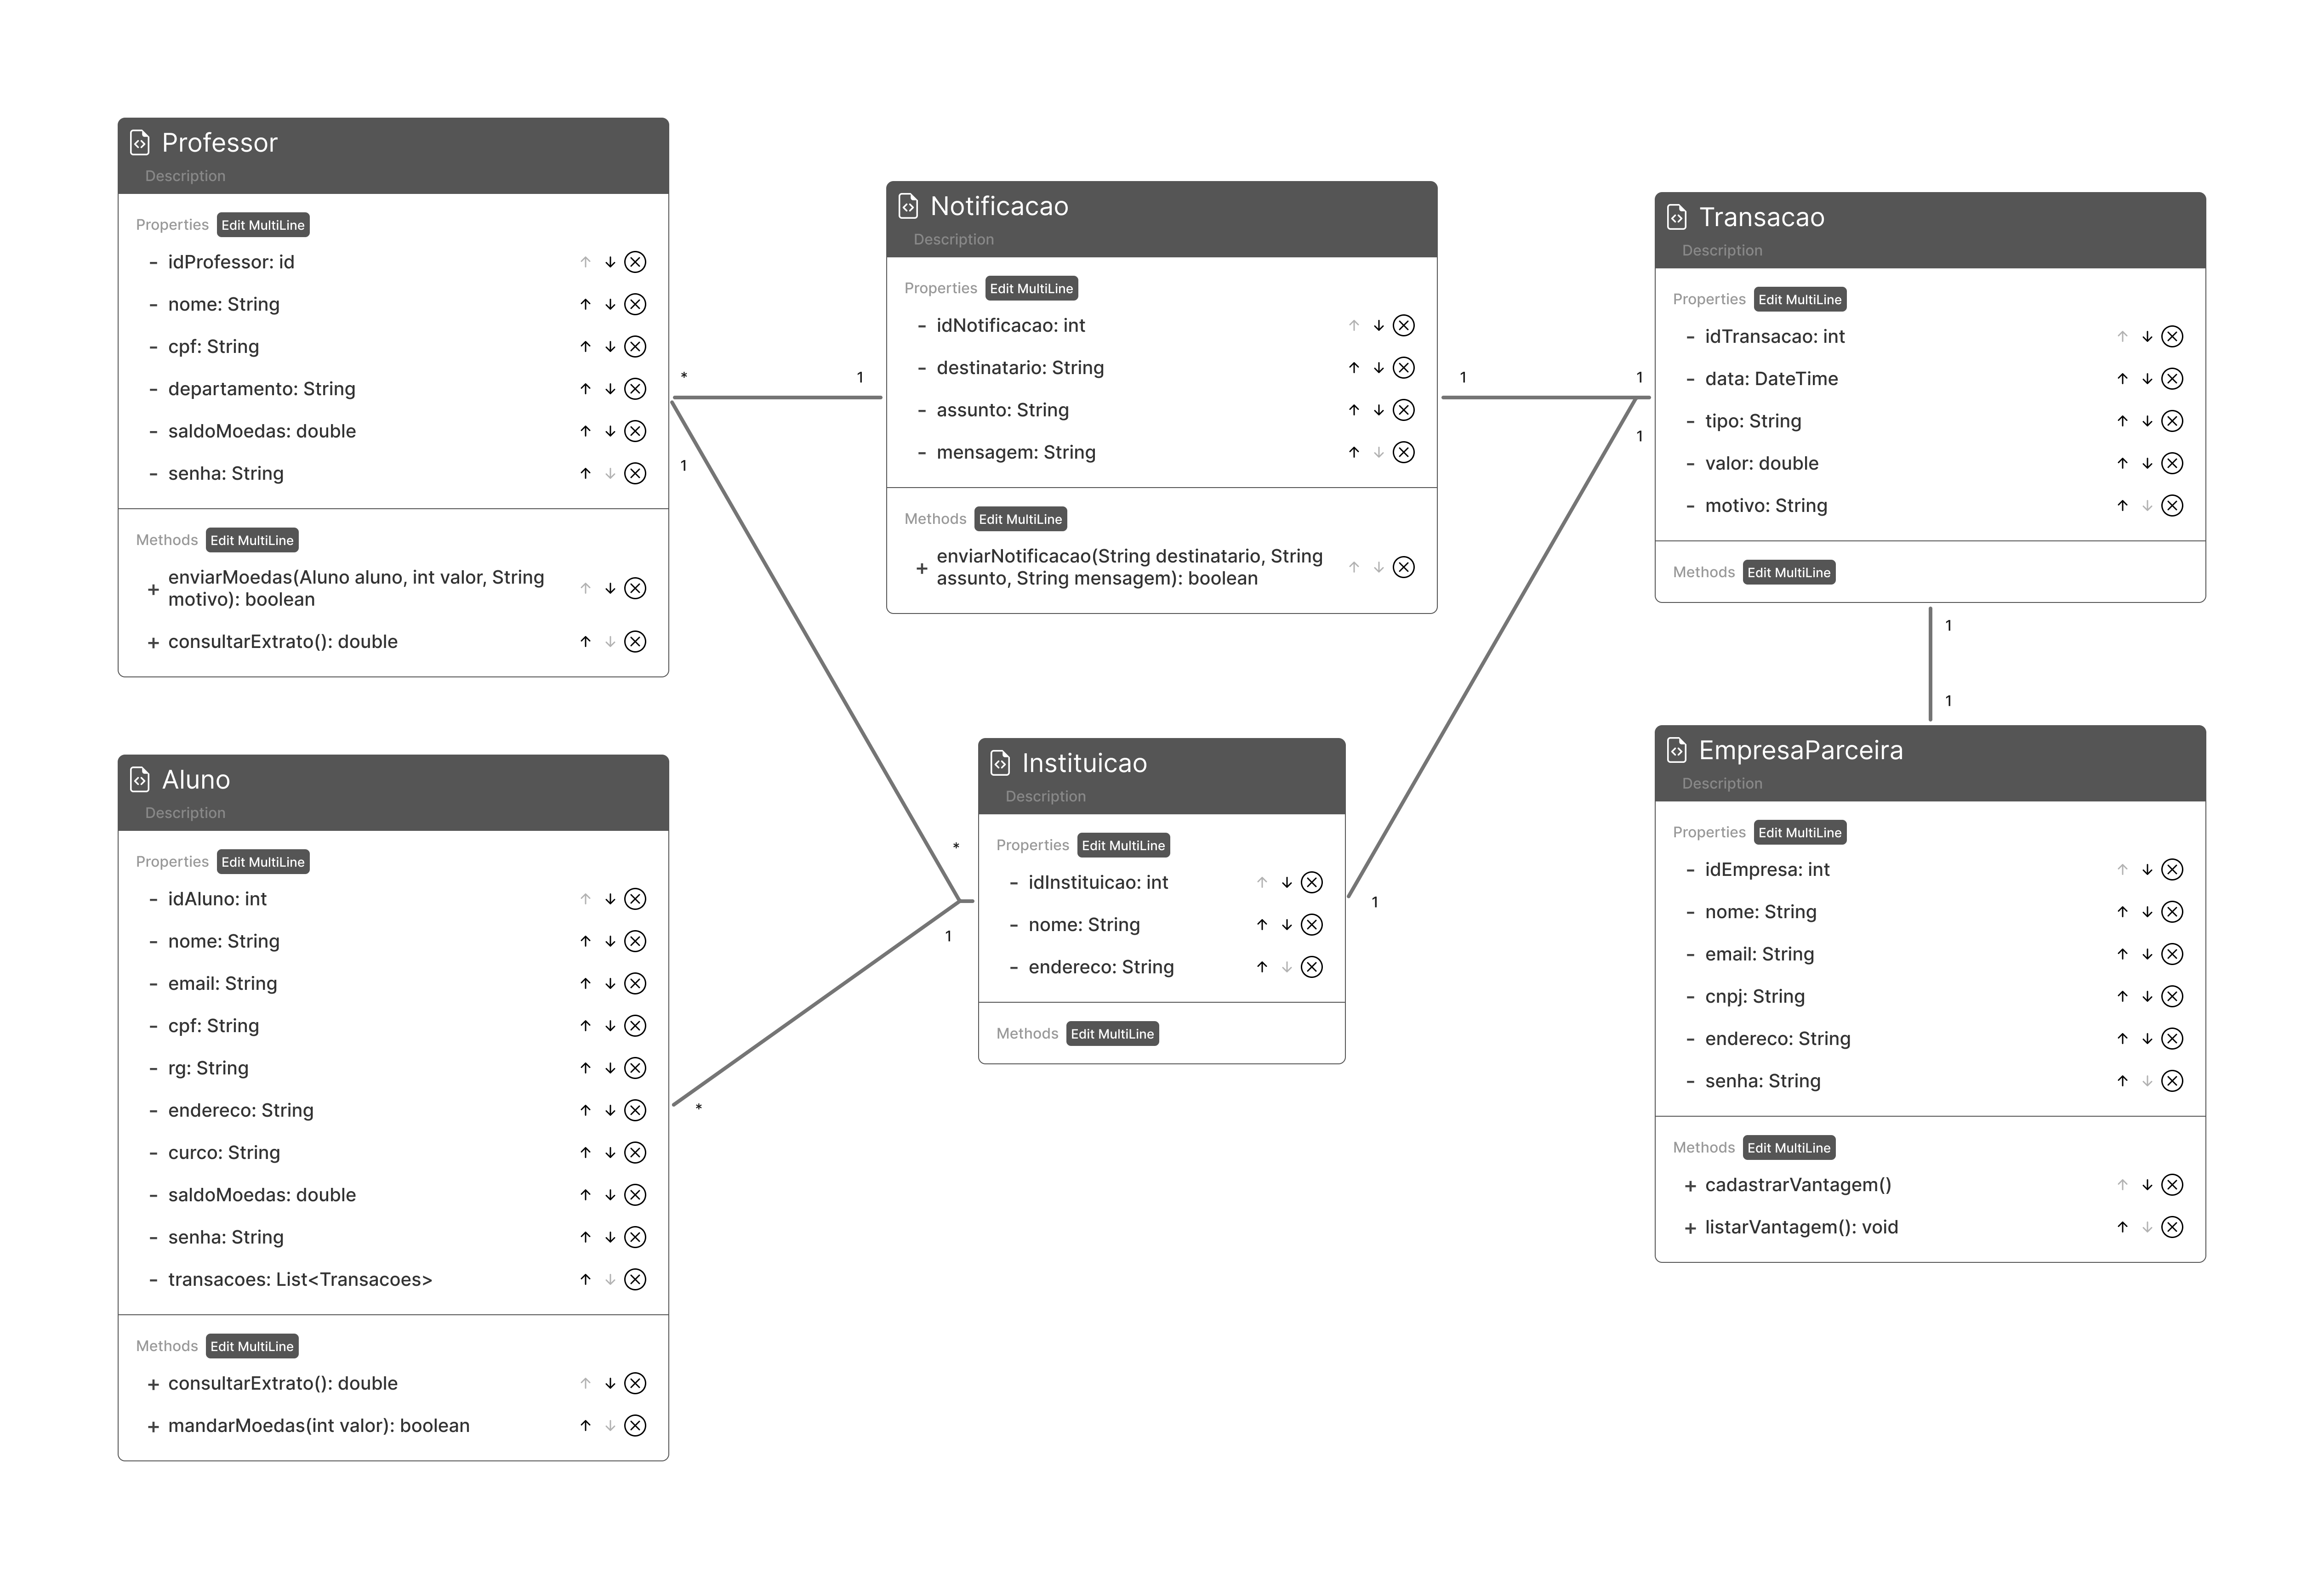 Professor
Description
Properties Edit MultiLine
- idProfessor: id
- nome: String
- cpf: String
- departamento: String
- saldoMoedas: double
- senha: String
Methods Edit MultiLine
+ enviarMoedas(Aluno aluno, int valor, String
motivo): boolean
+ consultarExtrato(): double
* 1
1
Notificacao
Description
Properties Edit MultiLine
- idNotificacao: int
- destinatario: String
- assunto: String
- mensagem: String
Methods Edit MultiLine
+ enviarNotificacao(String destinatario, String
assunto, String mensagem): boolean
1 1
1
Transacao
Description
Properties Edit MultiLine
- idTransacao: int
- data: DateTime
- tipo: String
- valor: double
- motivo: String
Methods Edit MultiLine
1
1
Aluno
Description
Properties Edit MultiLine
- idAluno: int
- nome: String
- email: String
- cpf: String
- rg: String
- endereco: String
- curco: String
- saldoMoedas: double
- senha: String
- transacoes: List<Transacoes>
Methods Edit MultiLine
+ consultarExtrato(): double
+ mandarMoedas(int valor): boolean
*
1
*
Instituicao
Description
Properties Edit MultiLine
- idInstituicao: int
- nome: String
- endereco: String
Methods Edit MultiLine
1
EmpresaParceira
Description
Properties Edit MultiLine
- idEmpresa: int
- nome: String
- email: String
- cnpj: String
- endereco: String
- senha: String
Methods Edit MultiLine
+ cadastrarVantagem()
+ listarVantagem(): void